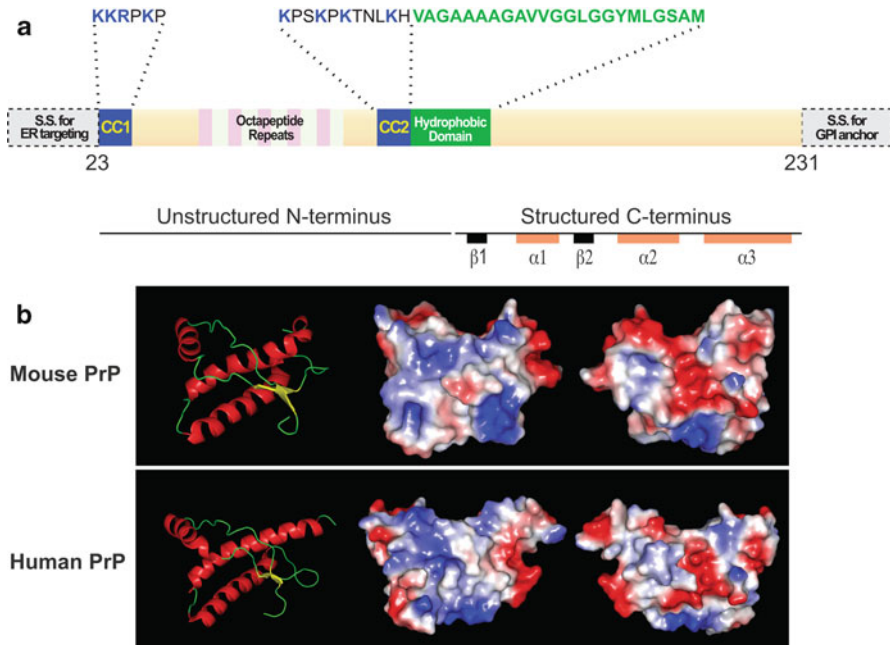 a
KKRPKP
KPSKPKTNLKHVAGAAAAGAVVGGLGGYMLGSAM
S.S. for
ER targeting
CC1
Octapeptide
Repeats
CC2
Hydrophobic
Domain
S.S. for
GPI anchor
23
231
Unstructured N-terminus
Structured C-terminus
β1
α1
β2
α2
α3
b
Mouse PrP
Human PrP